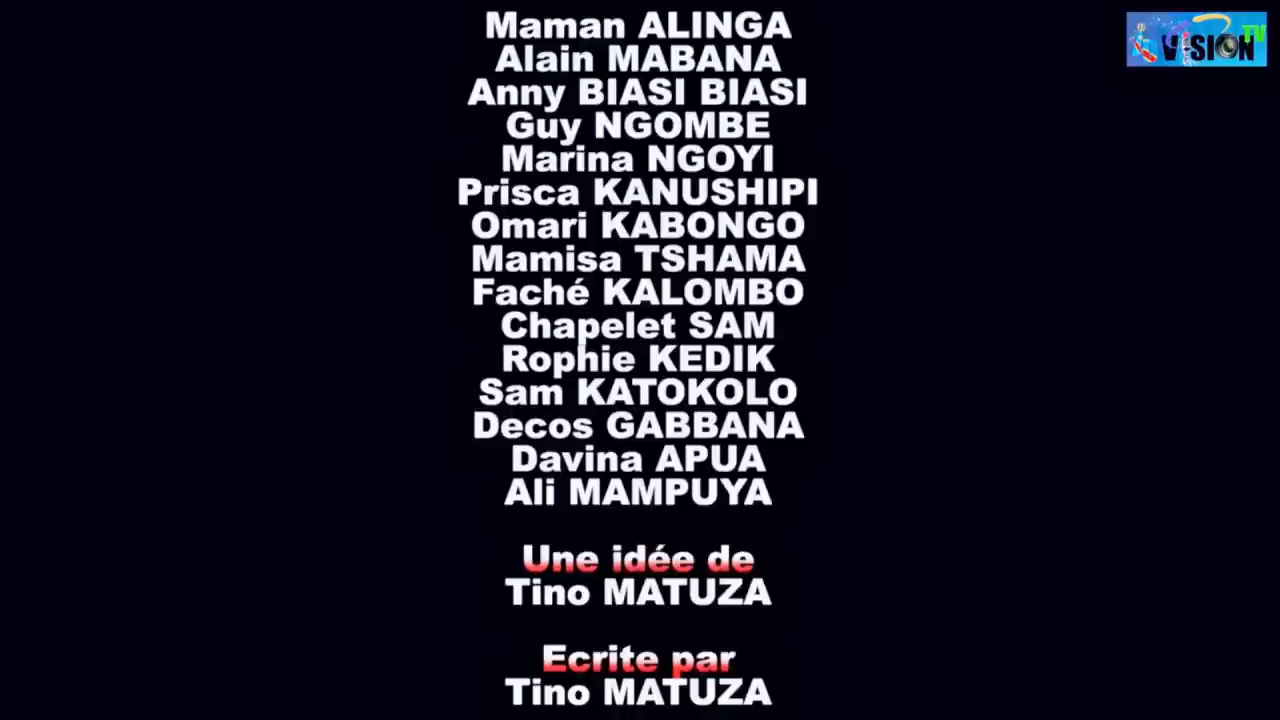 Maman ALINGA
Alain MABANA
Anny BIASI BIASI
Guy NGOMBE
Marina NGOYI
Prisca KANUSHIPI
Omari KABONGO
Mamisa TSHAMA
Faché KALOMBO
Chapelet SAM
Rophie KEDIK
Sam KATOKOLO
Decos GABBANA
Davina APUA
Ali MAMPUYA
Une idée de
Tino MATUZA
Ecrite par
Tino MATUZA
ViSION TV